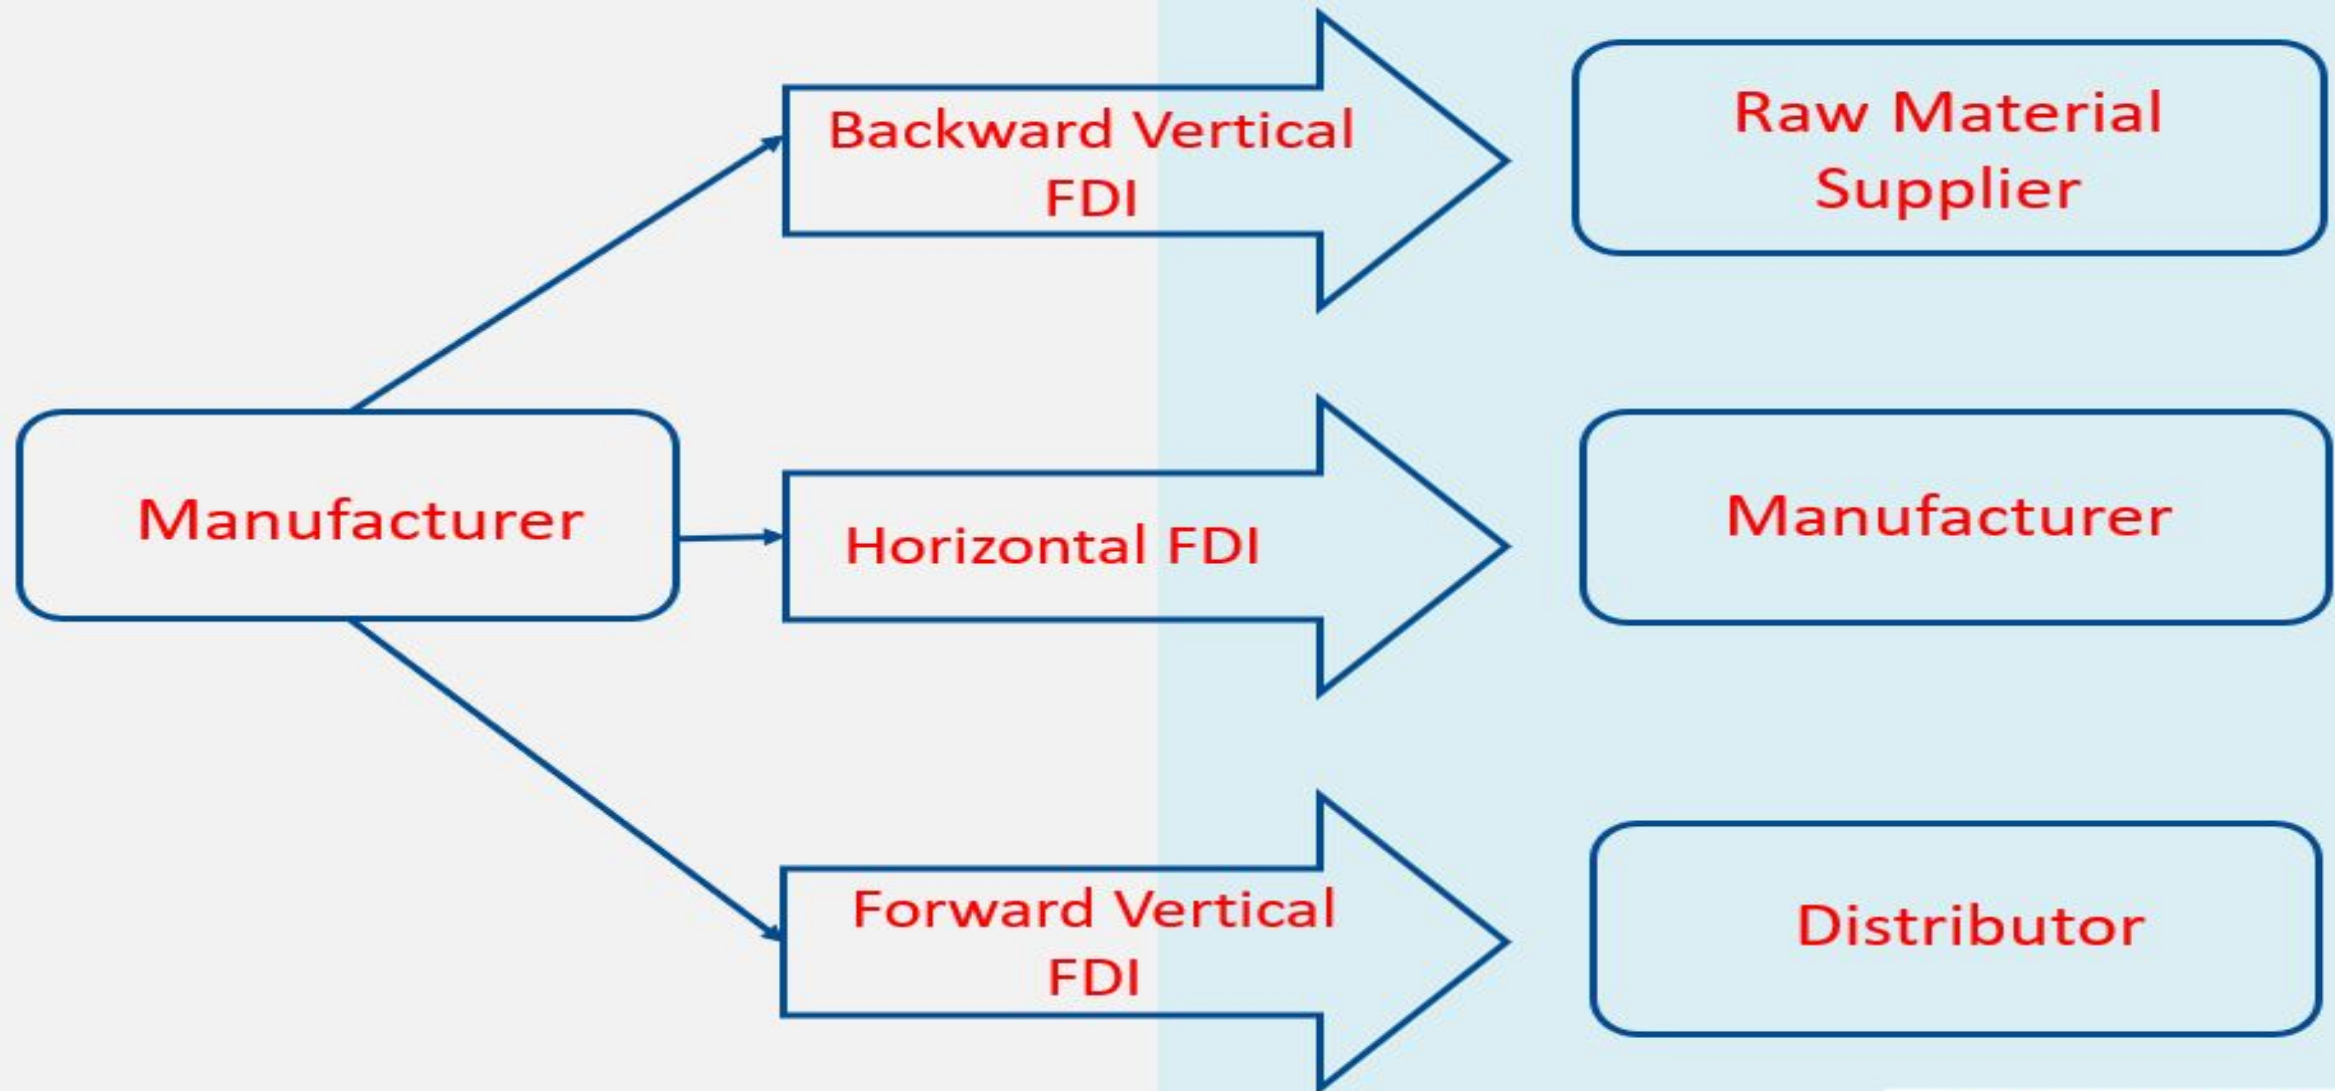 Backward Vertical
FDI
Raw Material
Supplier
Manufacturer
Horizontal FDI
Manufacturer
Forward Vertical
FDI
Distributor